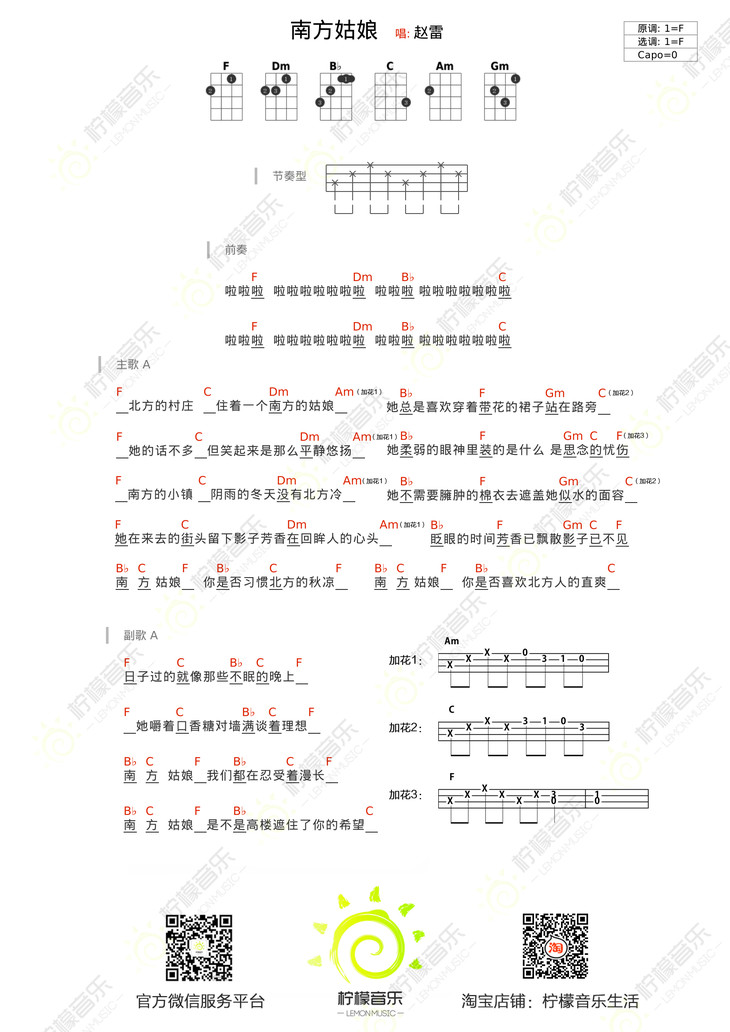 南方姑娘 唱: 赵雷
原调: 1=F
选调: 1=F
Capo=0
F Dm B♭ C Am Gm
节奏型
前奏
F Dm B♭ C
啦啦啦 啦啦啦啦啦啦啦 啦啦啦 啦啦啦啦啦啦啦
F Dm B♭ C
啦啦啦 啦啦啦啦啦啦啦 啦啦啦 啦啦啦啦啦啦啦
主歌 A
F C Dm Am(加花1) B♭ F Gm C(加花2)
__北方的村庄 __住着一个南方的姑娘__ 她总是喜欢穿着带花的裙子站在路旁__
F C Dm Am(加花1) B♭ F Gm C F(加花3)
__她的话不多__但笑起来是那么平静悠扬__ 她柔弱的眼神里装的是什么 是思念的忧伤
F C Dm Am(加花1) B♭ F Gm C(加花2)
__南方的小镇 __阴雨的冬天没有北方冷__ 她不需要臃肿的棉衣去遮盖她似水的面容__
F C Dm Am(加花1) B♭ F Gm C F
她在来去的街头留下影子芳香在回眸人的心头__ 眨眼的时间芳香已飘散影子已不见
B♭ C F B♭ C F B♭ C F B♭ C
南 方 姑娘__ 你是否习惯北方的秋凉__ 南 方 姑娘__ 你是否喜欢北方人的直爽__
副歌 A
F C B♭ C F
日子过的就像那些不眠的晚上__
F C B♭ C F
__她嚼着口香糖对墙满谈着理想__
B♭ C F B♭ C F
南 方 姑娘__我们都在忍受着漫长__
B♭ C F B♭ C
南 方 姑娘__是不是高楼遮住了你的希望__
加花1: Am X X X X 0 3 1 0
加花2: C X X X X 3 1 0 3
加花3: F X X X X X X 3 0 1 0
官方微信服务平台
柠檬音乐
LEMONMUSIC
淘
淘宝店铺: 柠檬音乐生活